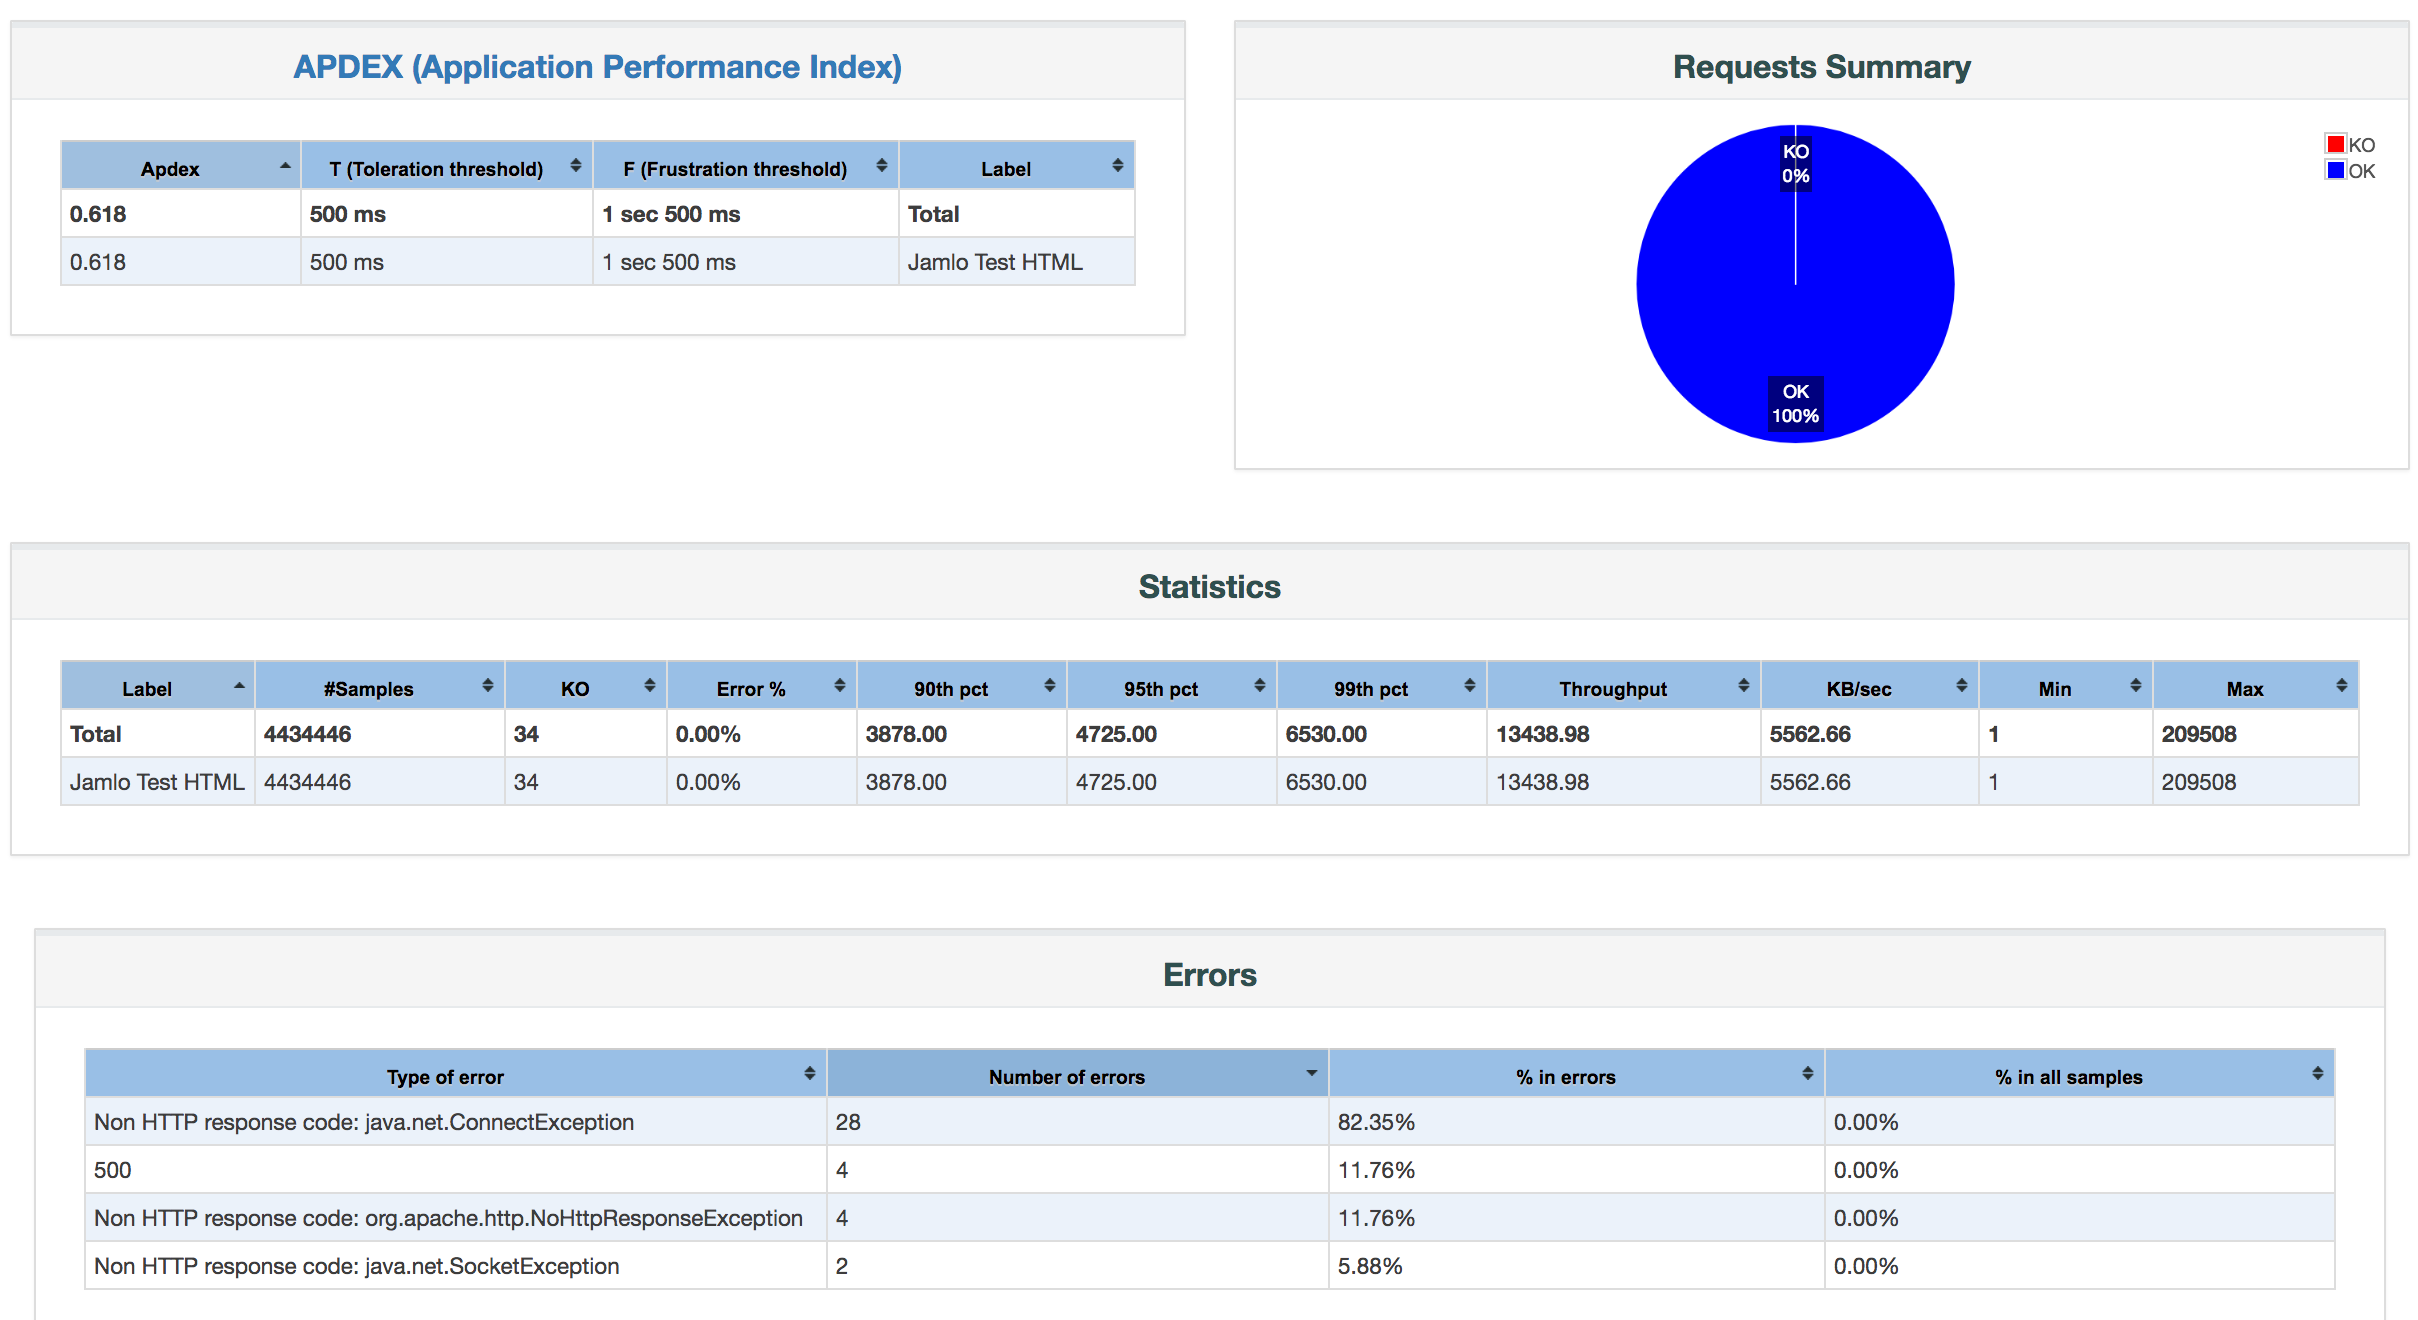 APDEX (Application Performance Index)
Apdex T (Toleration threshold) F (Frustration threshold) Label
0.618 500 ms 1 sec 500 ms Total
0.618 500 ms 1 sec 500 ms Jamlo Test HTML
Requests Summary
KO
0%
OK
100%
KO
OK
Statistics
Label #Samples KO Error % 90th pct 95th pct 99th pct Throughput KB/sec Min Max
Total 4434446 34 0.00% 3878.00 4725.00 6530.00 13438.98 5562.66 1 209508
Jamlo Test HTML 4434446 34 0.00% 3878.00 4725.00 6530.00 13438.98 5562.66 1 209508
Errors
Type of error Number of errors % in errors % in all samples
Non HTTP response code: java.net.ConnectException 28 82.35% 0.00%
500 4 11.76% 0.00%
Non HTTP response code: org.apache.http.NoHttpResponseException 4 11.76% 0.00%
Non HTTP response code: java.net.SocketException 2 5.88% 0.00%